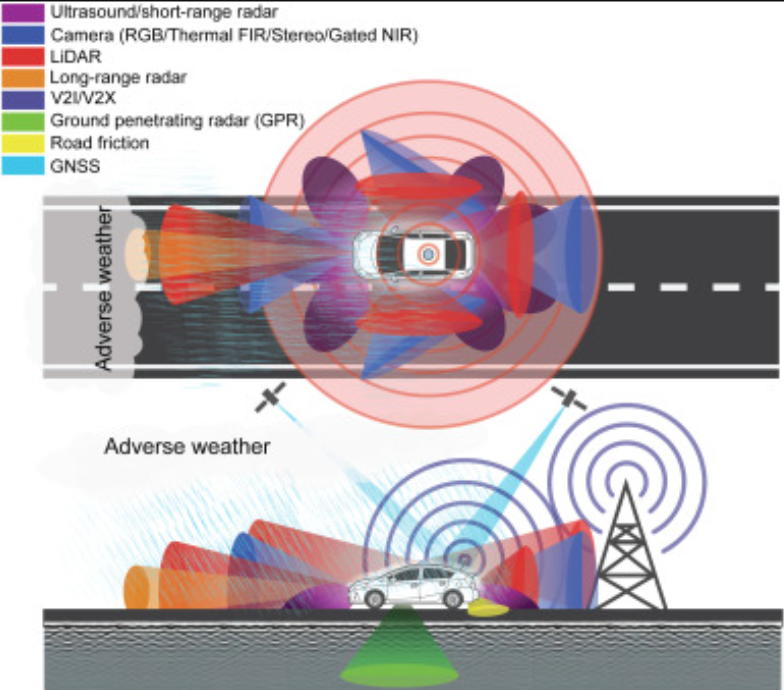 Ultrasound/short-range radar
Camera (RGB/Thermal FIR/Stereo/Gated NIR)
LiDAR
Long-range radar
V2I/V2X
Ground penetrating radar (GPR)
Road friction
GNSS
Adverse weather
Adverse weather